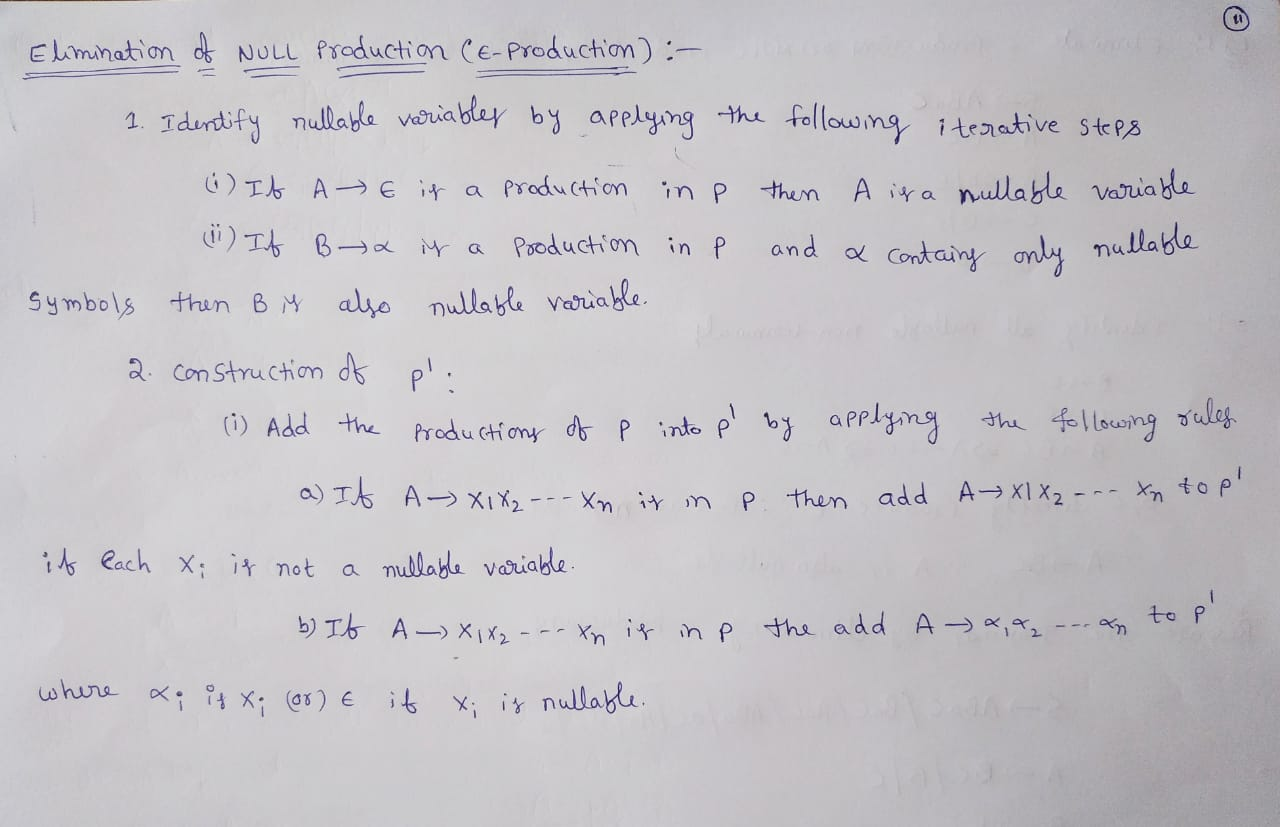 11
Elimination of NULL Production (ε-Production) :-
1. Identify nullable variables by applying the following iterative steps
(i) If A → ε is a production in P then A is a nullable variable
(ii) If B → α is a production in P and α contains only nullable
Symbols then B is also nullable variable.
2. Construction of P' :
(i) Add the Productions of P into P' by applying the following rules
a) If A → X1X2 --- Xn is in P then add A → X1X2 --- Xn to P'
if each Xi is not a nullable variable.
b) If A → X1X2 --- Xn is in P the add A → α1α2 --- αn to P'
where αi is Xi (or) ε if Xi is nullable.